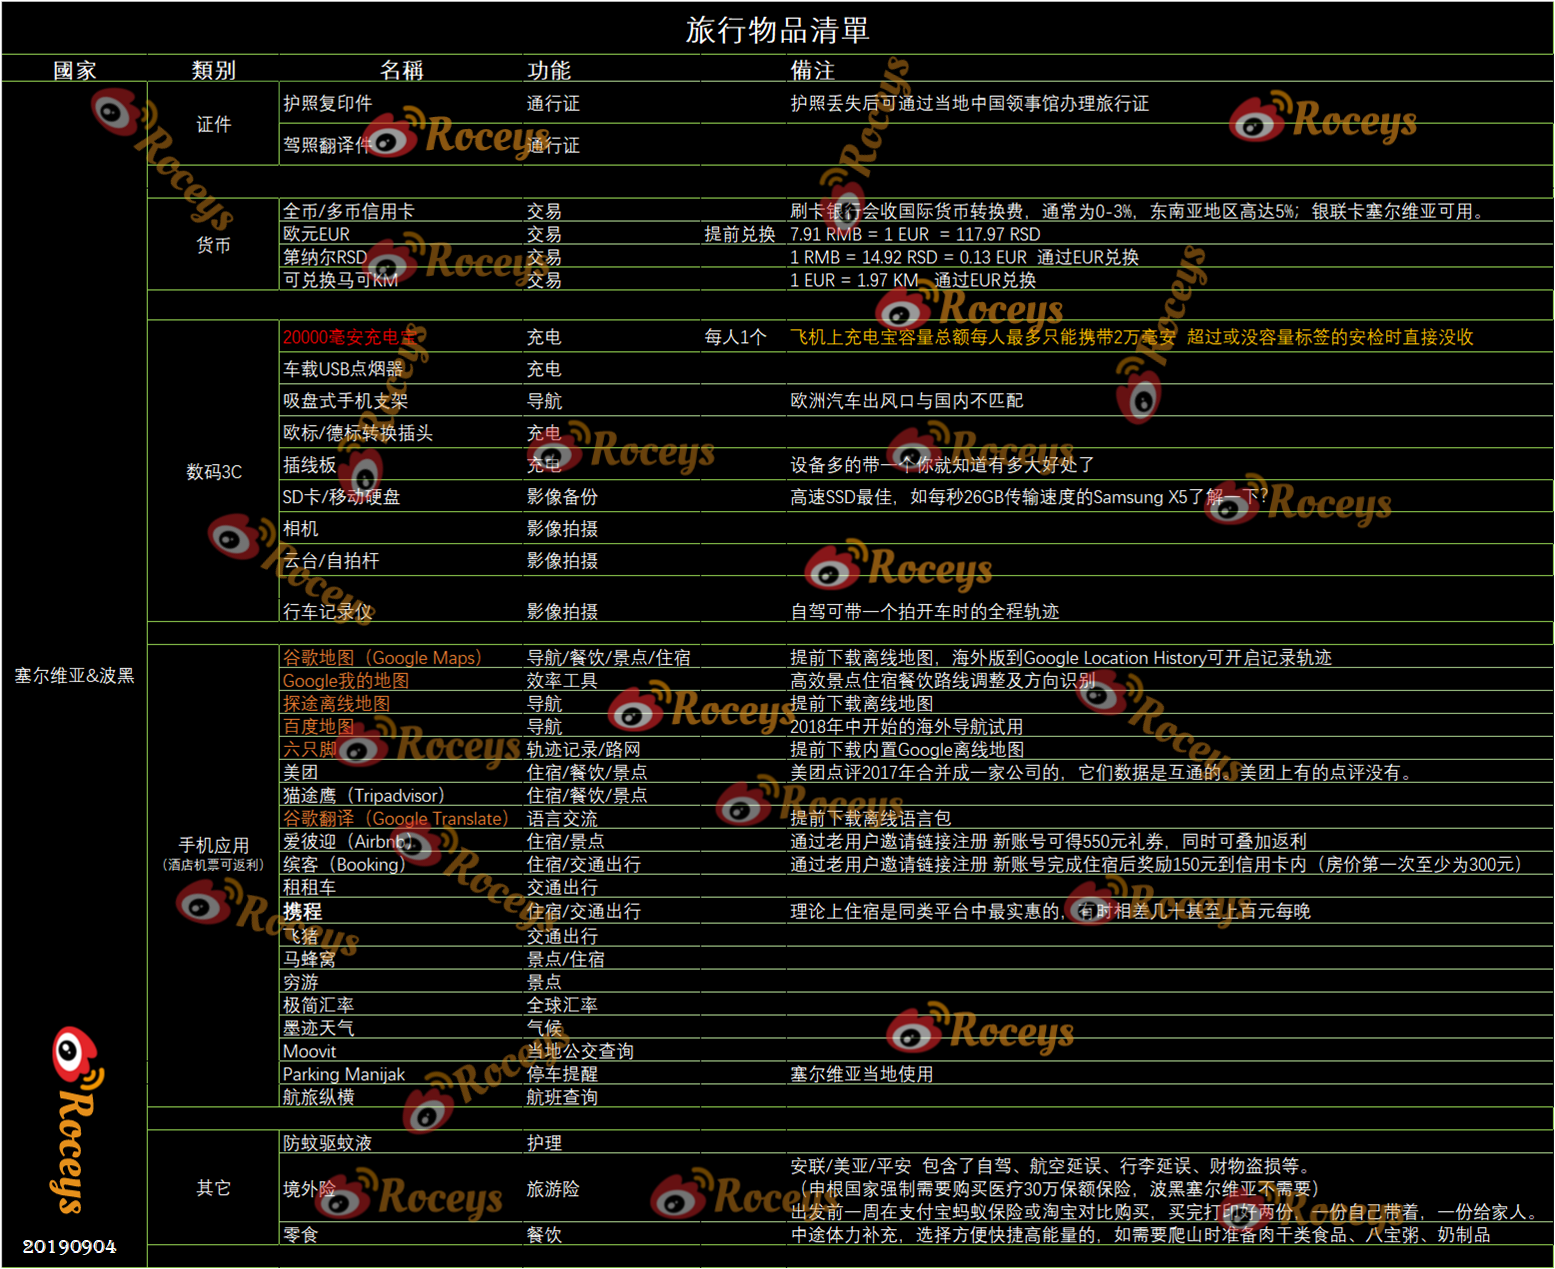 旅行物品清單
國家 類別 名稱 功能 備注
塞尔维亚&波黑
证件
护照复印件 通行证 护照丢失后可通过当地中国领事馆办理旅行证
驾照翻译件 通行证
货币
全币/多币信用卡 交易 刷卡银行会收国际货币转换费，通常为0-3%，东南亚地区高达5%；银联卡塞尔维亚可用。
欧元EUR 交易 提前兑换 7.91 RMB = 1 EUR = 117.97 RSD
第纳尔RSD 交易 1 RMB = 14.92 RSD = 0.13 EUR 通过EUR兑换
可兑换马可KM 交易 1 EUR = 1.97 KM 通过EUR兑换
数码3C
20000毫安充电宝 充电 每人1个 飞机上充电宝容量总额每人最多只能携带2万毫安 超过或没容量标签的安检时直接没收
车载USB点烟器 充电
吸盘式手机支架 导航 欧洲汽车出风口与国内不匹配
欧标/德标转换插头 充电
插线板 充电 设备多的带一个你就知道有多大好处了
SD卡/移动硬盘 影像备份 高速SSD最佳，如每秒26GB传输速度的Samsung X5了解一下？
相机 影像拍摄
云台/自拍杆 影像拍摄
行车记录仪 影像拍摄 自驾可带一个拍开车时的全程轨迹
手机应用
（酒店机票可返利）
谷歌地图（Google Maps） 导航/餐饮/景点/住宿 提前下载离线地图，海外版到Google Location History可开启记录轨迹
Google我的地图 效率工具 高效景点住宿餐饮路线调整及方向识别
探途离线地图 导航 提前下载离线地图
百度地图 导航 2018年中开始的海外导航试用
六只脚 轨迹记录/路网 提前下载内置Google离线地图
美团 住宿/餐饮/景点 美团点评2017年合并成一家公司的，它们数据是互通的。美团上有的点评没有。
猫途鹰（Tripadvisor） 住宿/餐饮/景点
谷歌翻译（Google Translate） 语言交流 提前下载离线语言包
爱彼迎（Airbnb） 住宿/景点 通过老用户邀请链接注册 新账号可得550元礼券，同时可叠加返利
缤客（Booking） 住宿/交通出行 通过老用户邀请链接注册 新账号完成住宿后奖励150元到信用卡内（房价第一次至少为300元）
租租车 交通出行
携程 住宿/交通出行 理论上住宿是同类平台中最实惠的，有时相差几十甚至上百元每晚
飞猪 交通出行
马蜂窝 景点/住宿
穷游 景点
极简汇率 全球汇率
墨迹天气 气候
Moovit 当地公交查询
Parking Manijak 停车提醒 塞尔维亚当地使用
航旅纵横 航班查询
其它
防蚊驱蚊液 护理
境外险 旅游险 安联/美亚/平安 包含了自驾、航空延误、行李延误、财物盗损等。
（申根国家强制需要购买医疗30万保额保险，波黑塞尔维亚不需要）
出发前一周在支付宝蚂蚁保险或淘宝对比购买，买完打印好两份，一份自己带着，一份给家人。
零食 餐饮 中途体力补充，选择方便快捷高能量的，如需要爬山时准备肉干类食品、八宝粥、奶制品
Roceys
20190904